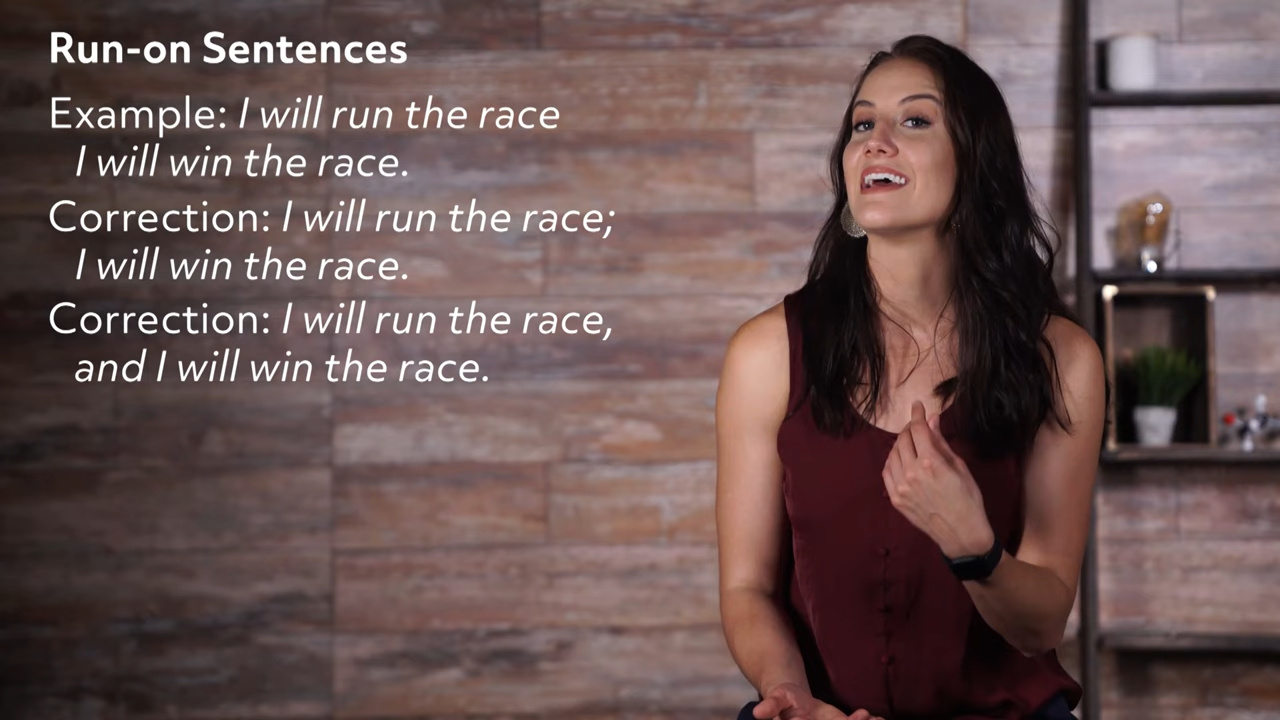 Run-on Sentences
Example: I will run the race
I will win the race.
Correction: I will run the race;
I will win the race.
Correction: I will run the race,
and I will win the race.